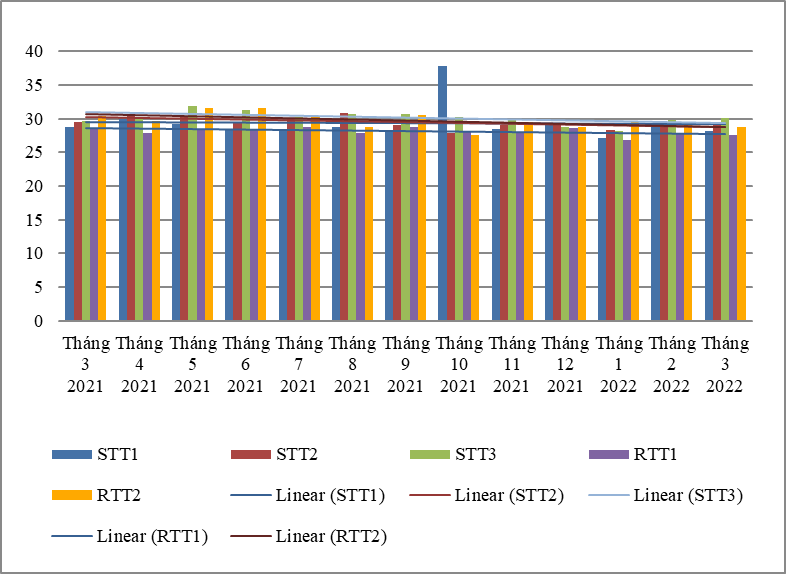 40
35
30
25
20
15
10
5
0
Tháng Tháng Tháng Tháng Tháng Tháng Tháng Tháng Tháng Tháng Tháng Tháng Tháng
3 4 5 6 7 8 9 10 11 12 1 2 3
2021 2021 2021 2021 2021 2021 2021 2021 2021 2021 2022 2022 2022
STT1 STT2 STT3 RTT1
RTT2 Linear (STT1) Linear (STT2) Linear (STT3)
Linear (RTT1) Linear (RTT2)